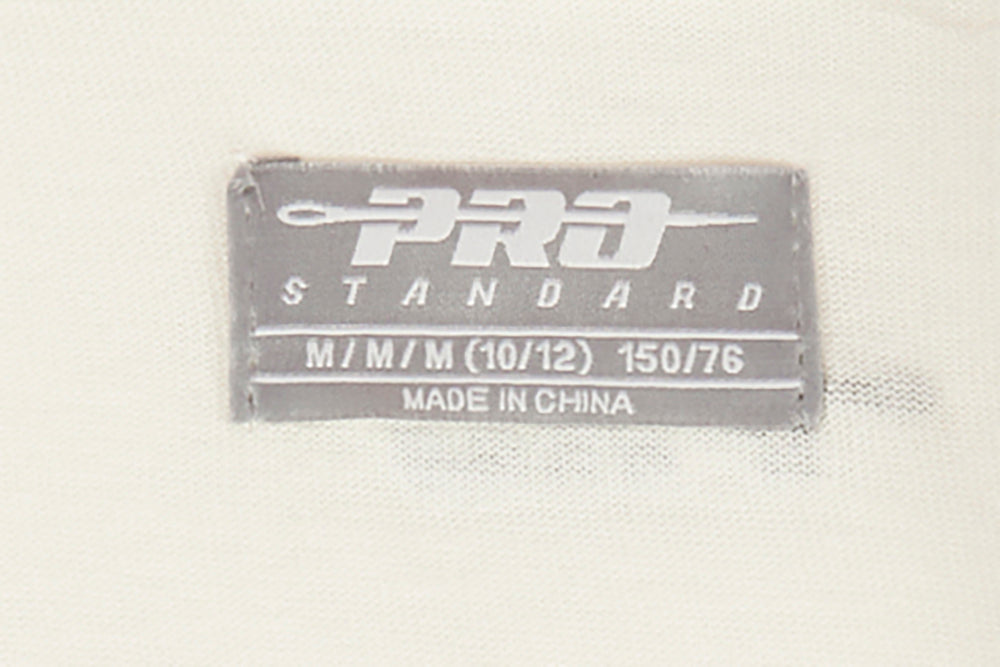 PRO
STANDARD
M/M/M (10/12) 150/76
MADE IN CHINA